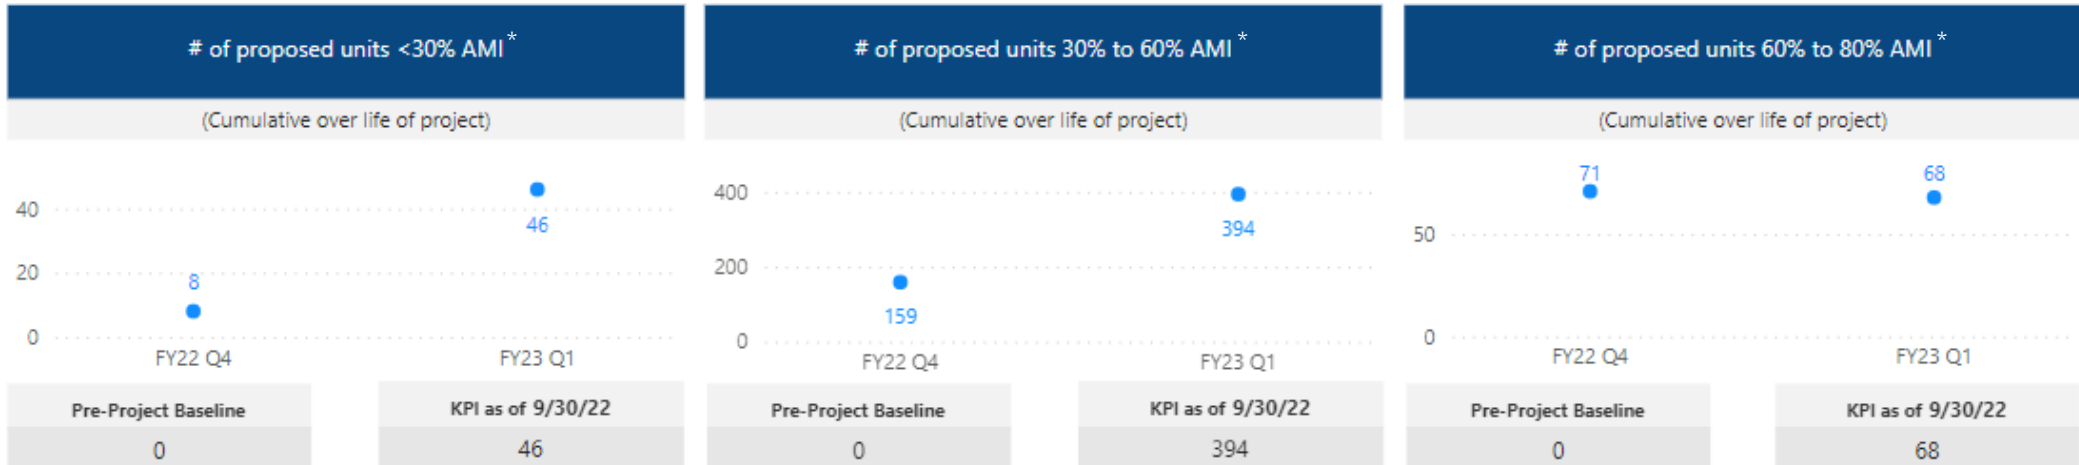 # of proposed units <30% AMI *
(Cumulative over life of project)
40
20
0
8
46
FY22 Q4
FY23 Q1
Pre-Project Baseline
0
KPI as of 9/30/22
46
# of proposed units 30% to 60% AMI *
(Cumulative over life of project)
400
200
0
159
394
FY22 Q4
FY23 Q1
Pre-Project Baseline
0
KPI as of 9/30/22
394
# of proposed units 60% to 80% AMI *
(Cumulative over life of project)
50
0
71
68
FY22 Q4
FY23 Q1
Pre-Project Baseline
0
KPI as of 9/30/22
68